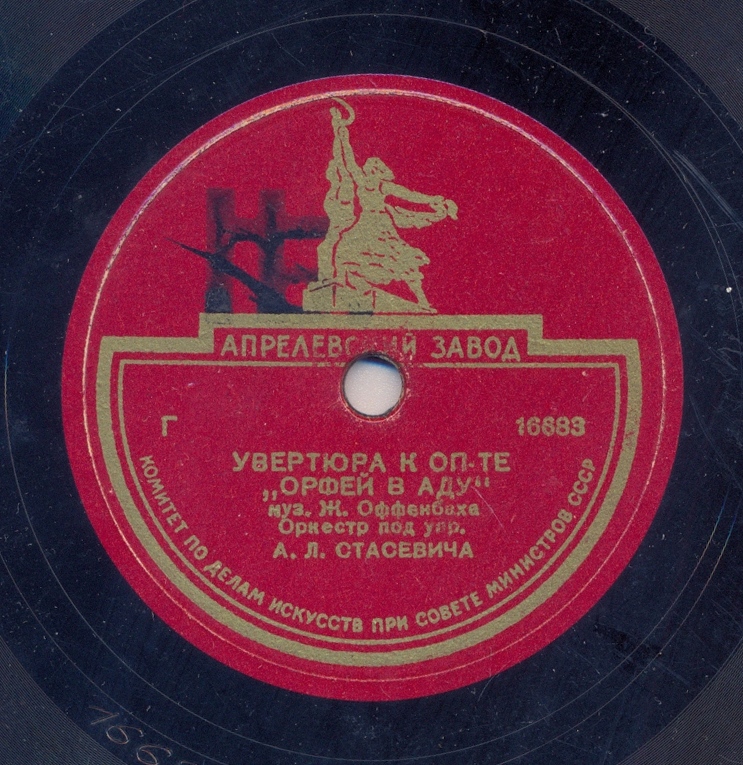 АПРЕЛЕВСКИЙ ЗАВОД
Г 16683
УВЕРТЮРА К ОП-ТЕ
„ОРФЕЙ В АДУ“
муз. Ж. Оффенбаха
Оркестр под упр.
А. Л. СТАСЕВИЧА
КОМИТЕТ ПО ДЕЛАМ ИСКУССТВ ПРИ СОВЕТЕ МИНИСТРОВ СССР